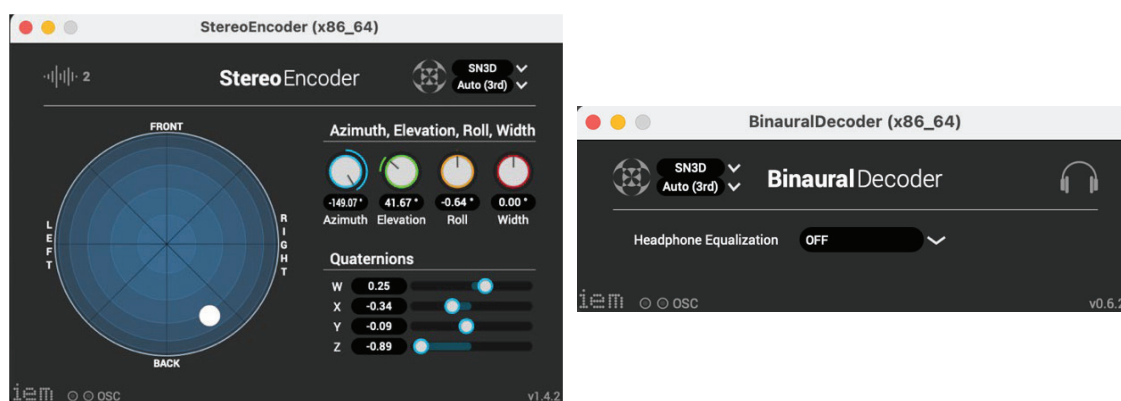 StereoEncoder (x86_64)
2
StereoEncoder
SN3D
Auto (3rd)
FRONT
LEFT
RIGHT
BACK
Azimuth, Elevation, Roll, Width
-149.07° 41.67° -0.64° 0.00°
Azimuth Elevation Roll Width
Quaternions
W 0.25
X -0.34
Y -0.09
Z -0.89
iem OSC v1.4.2
BinauralDecoder (x86_64)
SN3D
Auto (3rd)
BinauralDecoder
Headphone Equalization OFF
iem OSC v0.6.2